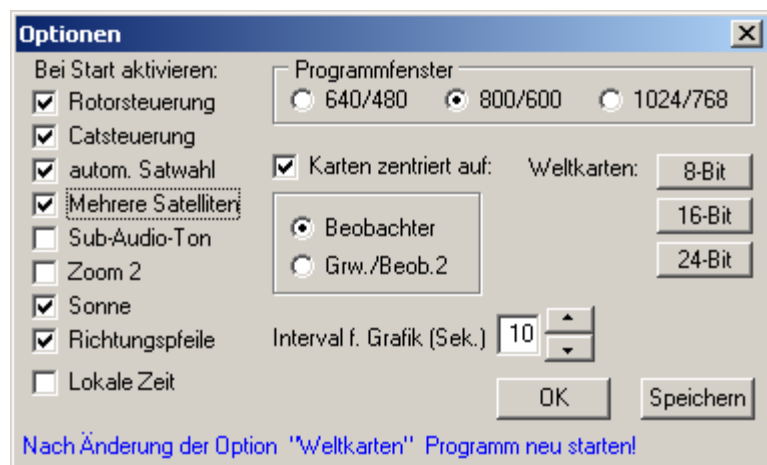 Optionen
Bei Start aktivieren:
Rotorsteuerung
Catsteuerung
autom. Satwahl
Mehrere Satelliten
Sub-Audio-Ton
Zoom 2
Sonne
Richtungspfeile
Lokale Zeit
Programmfenster
640/480 800/600 1024/768
Karten zentriert auf:
Beobachter
Grw./Beob.2
Weltkarten:
8-Bit
16-Bit
24-Bit
Interval f. Grafik (Sek.) 10
OK Speichern
Nach Änderung der Option "Weltkarten" Programm neu starten!